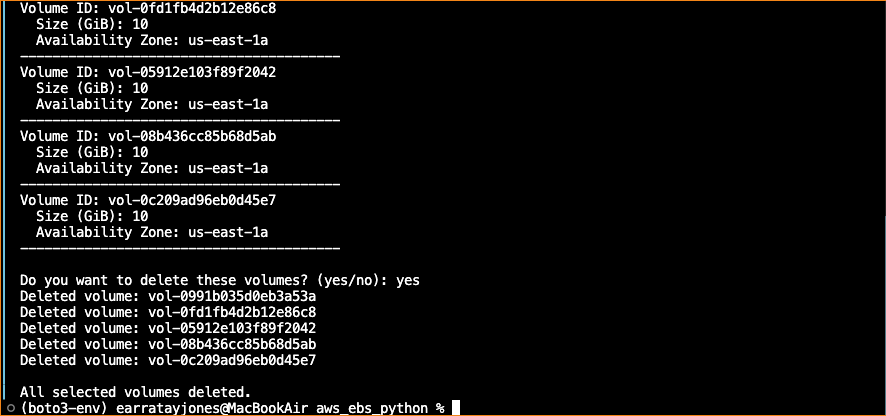 Volume ID: vol-0fd1fb4d2b12e86c8
  Size (GiB): 10
  Availability Zone: us-east-1a
----------------------------------------
Volume ID: vol-05912e103f89f2042
  Size (GiB): 10
  Availability Zone: us-east-1a
----------------------------------------
Volume ID: vol-08b436cc85b68d5ab
  Size (GiB): 10
  Availability Zone: us-east-1a
----------------------------------------
Volume ID: vol-0c209ad96eb0d45e7
  Size (GiB): 10
  Availability Zone: us-east-1a
----------------------------------------
Do you want to delete these volumes? (yes/no): yes
Deleted volume: vol-0991b035d0eb3a53a
Deleted volume: vol-0fd1fb4d2b12e86c8
Deleted volume: vol-05912e103f89f2042
Deleted volume: vol-08b436cc85b68d5ab
Deleted volume: vol-0c209ad96eb0d45e7
All selected volumes deleted.
(boto3-env) earratayjones@MacBookAir aws_ebs_python %